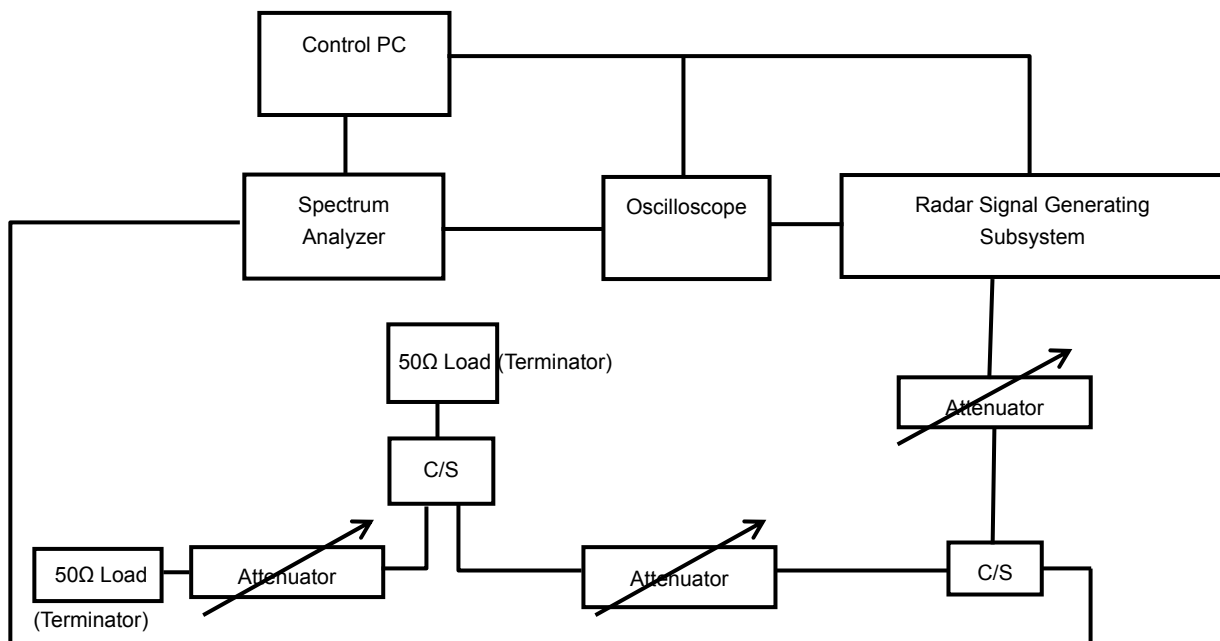 Control PC
Spectrum
Analyzer
Oscilloscope
Radar Signal Generating
Subsystem
50Ω Load (Terminator)
Attenuator
C/S
50Ω Load
(Terminator)
Attenuator
Attenuator
C/S